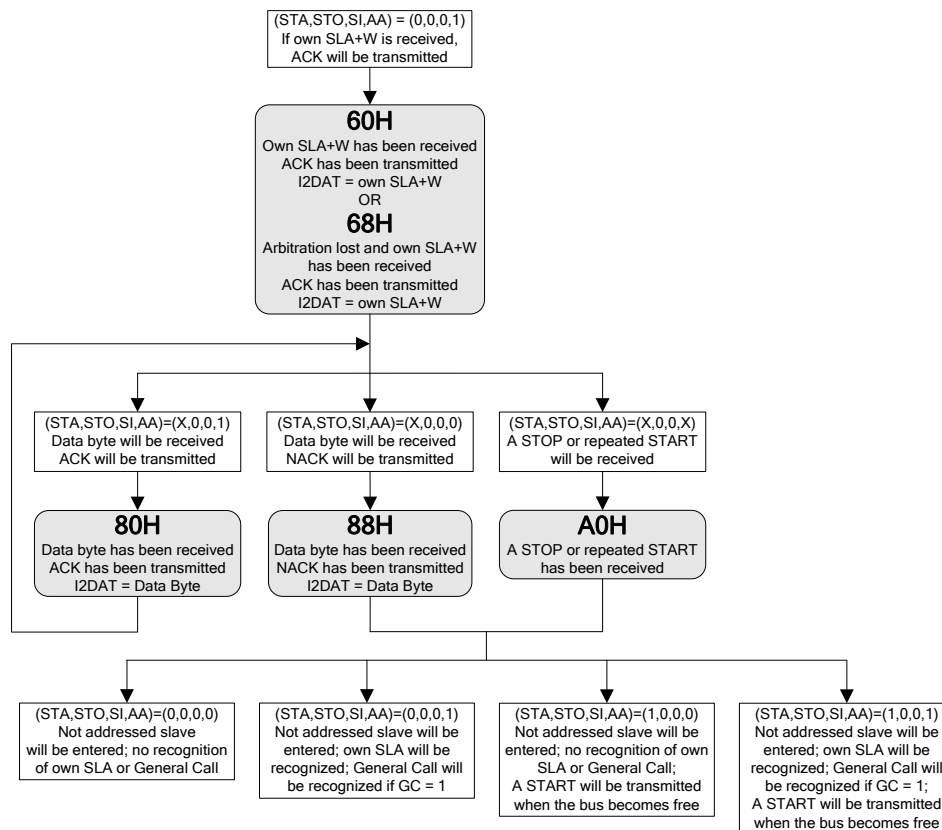 (STA,STO,SI,AA) = (0,0,0,1)
If own SLA+W is received,
ACK will be transmitted
60H
Own SLA+W has been received
ACK has been transmitted
I2DAT = own SLA+W
OR
68H
Arbitration lost and own SLA+W
has been received
ACK has been transmitted
I2DAT = own SLA+W
(STA,STO,SI,AA)=(X,0,0,1)
Data byte will be received
ACK will be transmitted
(STA,STO,SI,AA)=(X,0,0,0)
Data byte will be received
NACK will be transmitted
(STA,STO,SI,AA)=(X,0,0,X)
A STOP or repeated START
will be received
80H
Data byte has been received
ACK has been transmitted
I2DAT = Data Byte
88H
Data byte has been received
NACK has been transmitted
I2DAT = Data Byte
A0H
A STOP or repeated START
has been received
(STA,STO,SI,AA)=(0,0,0,0)
Not addressed slave
will be entered; no recognition
of own SLA or General Call
(STA,STO,SI,AA)=(0,0,0,1)
Not addressed slave will be
entered; own SLA will be
recognized; General Call will
be recognized if GC = 1
(STA,STO,SI,AA)=(1,0,0,0)
Not addressed slave will be
entered; no recognition of own
SLA or General Call;
A START will be transmitted
when the bus becomes free
(STA,STO,SI,AA)=(1,0,0,1)
Not addressed slave will be
entered; own SLA will be
recognized; General Call will
be recognized if GC = 1;
A START will be transmitted
when the bus becomes free